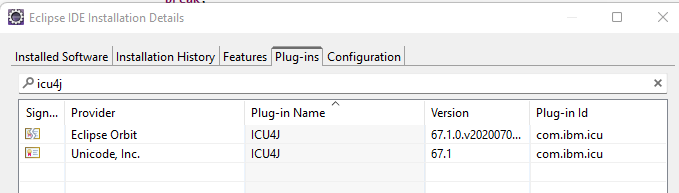 Eclipse IDE Installation Details
Installed Software Installation History Features Plug-ins Configuration
icu4j
Sign... Provider Plug-in Name Version Plug-in Id
Eclipse Orbit ICU4J 67.1.0.v2020070... com.ibm.icu
Unicode, Inc. ICU4J 67.1 com.ibm.icu